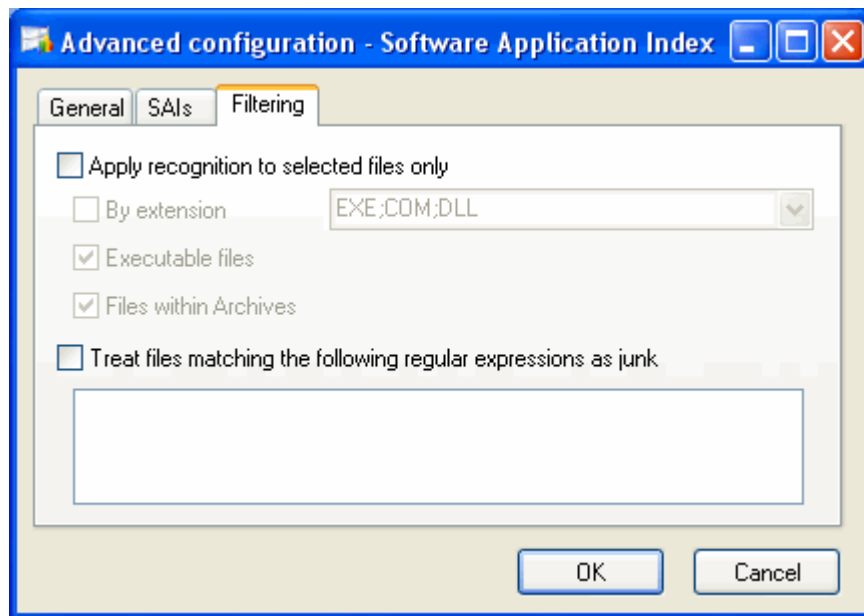 Advanced configuration - Software Application Index
General SAIs Filtering
Apply recognition to selected files only
By extension EXE;COM;DLL
Executable files
Files within Archives
Treat files matching the following regular expressions as junk
OK Cancel